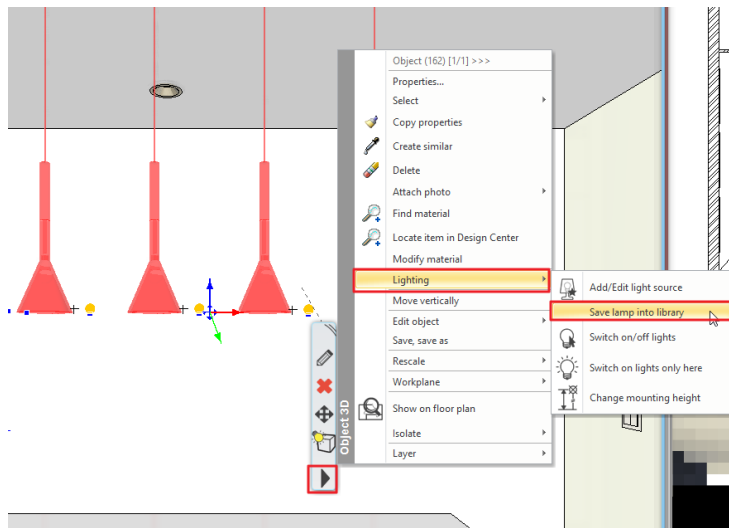 Object (162) [1/1] >>>
Properties...
Select
Copy properties
Create similar
Delete
Attach photo
Find material
Locate item in Design Center
Modify material
Lighting
Move vertically
Edit object
Save, save as
Rescale
Workplane
Show on floor plan
Isolate
Layer
Object 3D
Add/Edit light source
Save lamp into library
Switch on/off lights
Switch on lights only here
Change mounting height